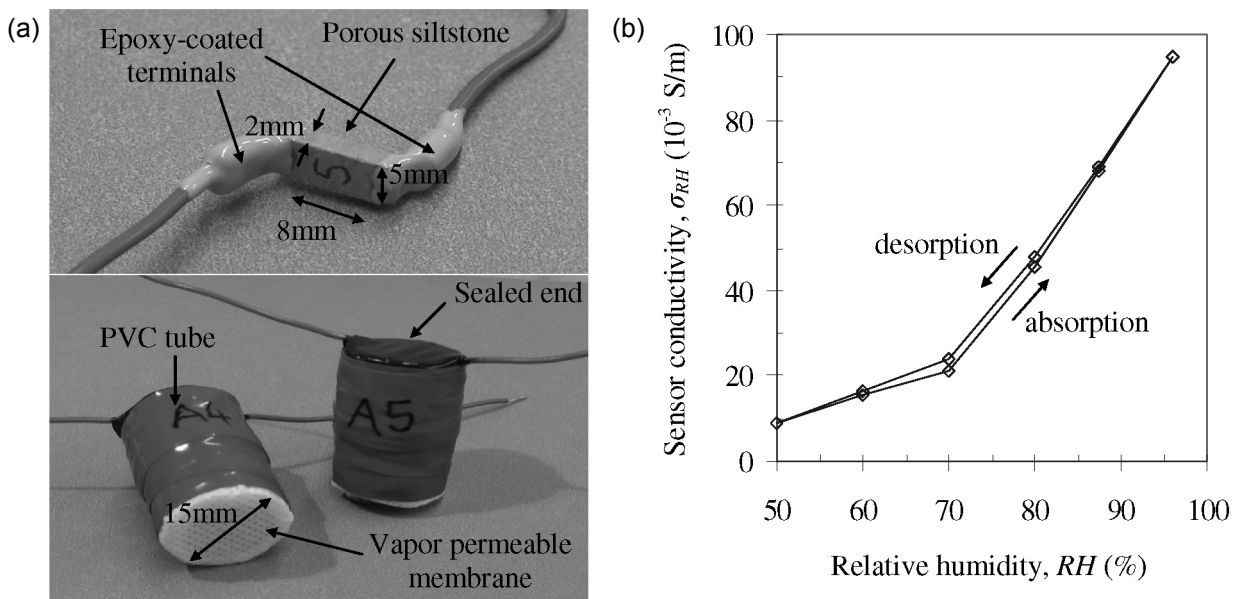 (a)
Epoxy-coated
terminals
Porous siltstone
2mm
5
5mm
8mm
Sealed end
PVC tube
A4
A5
15mm
Vapor permeable
membrane
(b)
Sensor conductivity, σRH (10⁻³ S/m)
100
80
60
40
20
0
desorption
absorption
50 60 70 80 90 100
Relative humidity, RH (%)